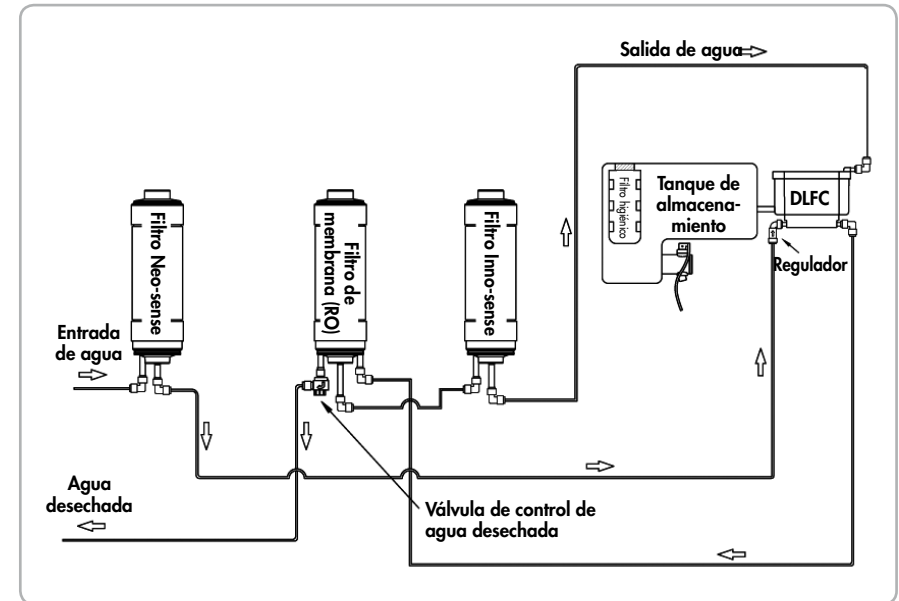 Salida de agua
Filtro Neo-sense
Filtro de
membrana (RO)
Filtro Inno-sense
Filtro higiénico
Tanque de
almacena-
miento
DLFC
Regulador
Entrada
de agua
Agua
desechada
Válvula de control de
agua desechada